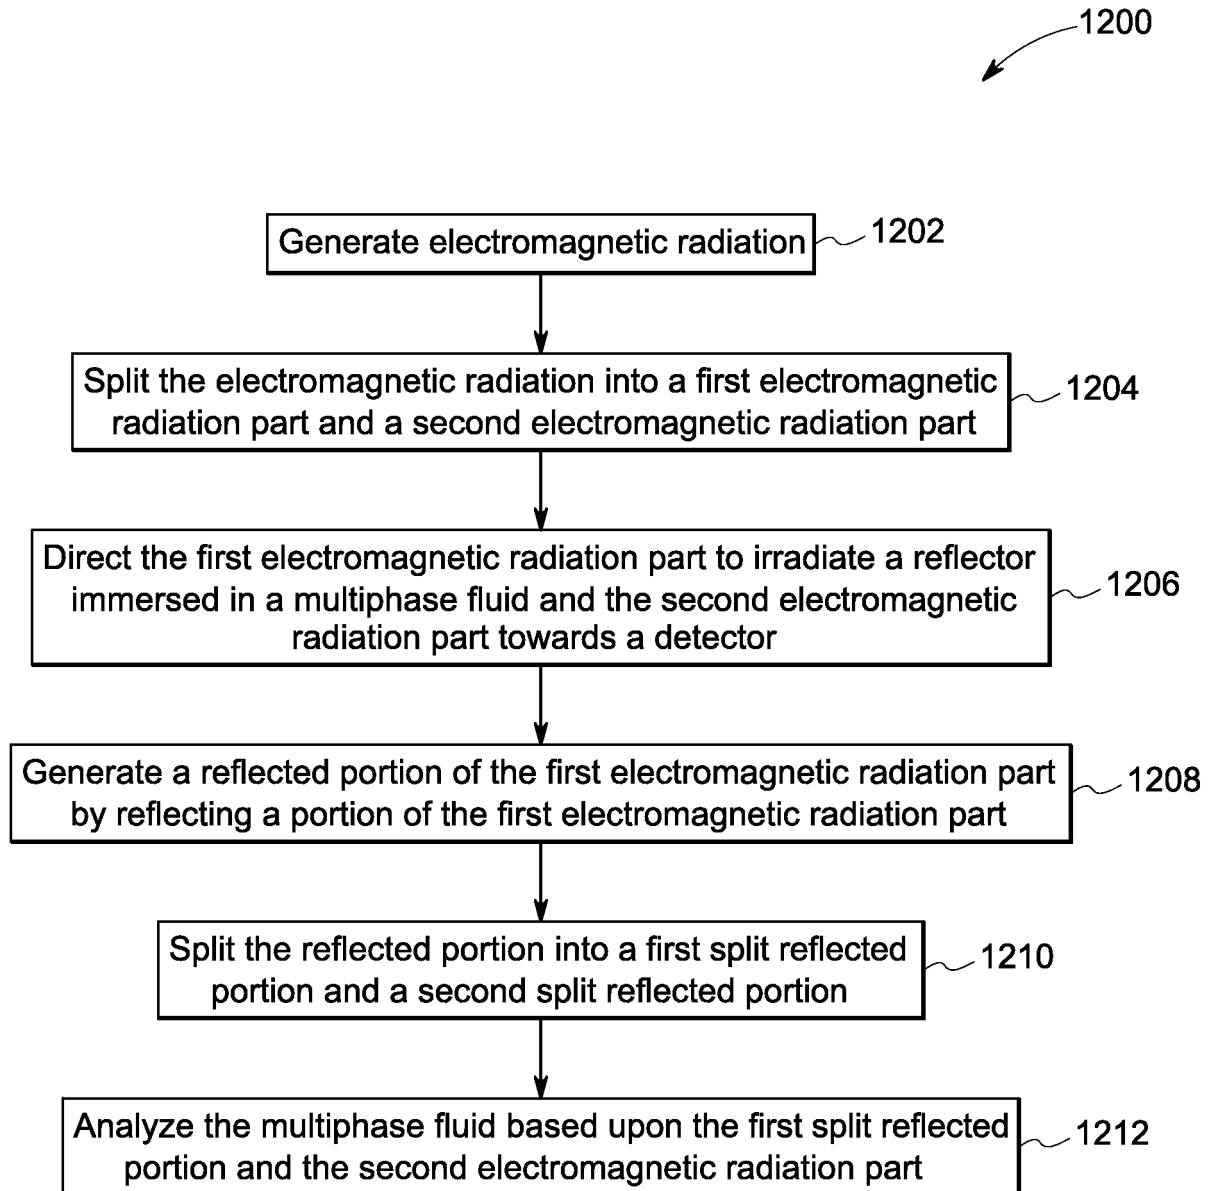 1200
Generate electromagnetic radiation
1202
Split the electromagnetic radiation into a first electromagnetic
radiation part and a second electromagnetic radiation part
1204
Direct the first electromagnetic radiation part to irradiate a reflector
immersed in a multiphase fluid and the second electromagnetic
radiation part towards a detector
1206
Generate a reflected portion of the first electromagnetic radiation part
by reflecting a portion of the first electromagnetic radiation part
1208
Split the reflected portion into a first split reflected
portion and a second split reflected portion
1210
Analyze the multiphase fluid based upon the first split reflected
portion and the second electromagnetic radiation part
1212